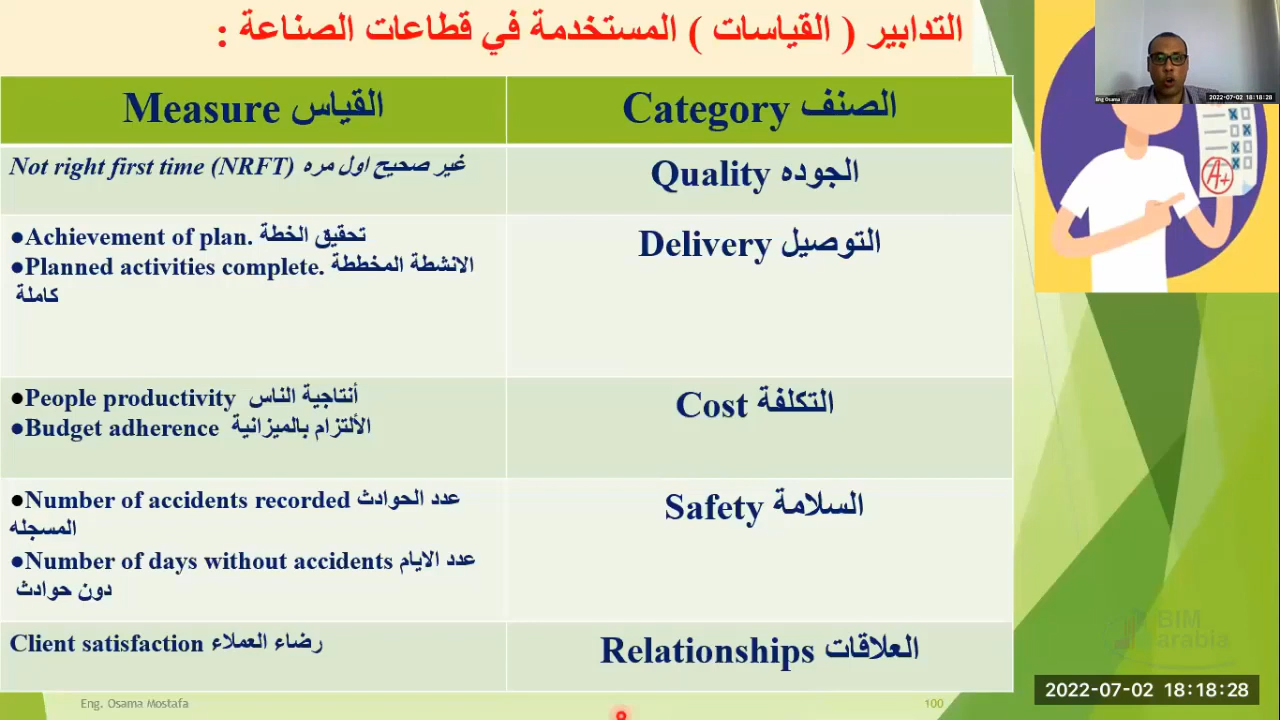 التدابير ( القياسات ) المستخدمة في قطاعات الصناعة :
Measure القياس
Category الصنف
Not right first time (NRFT) غير صحيح اول مره
Quality الجوده
●Achievement of plan. تحقيق الخطة
●Planned activities complete. الانشطة المخططة
كاملة
Delivery التوصيل
●People productivity أنتاجية الناس
●Budget adherence الألتزام بالميزانية
Cost التكلفة
●Number of accidents recorded عدد الحوادث
المسجله
●Number of days without accidents عدد الايام
دون حوادث
Safety السلامة
Client satisfaction رضاء العملاء
Relationships العلاقات
Eng. Osama Mostafa
100
Eng Osama
2022-07-02 18:18:28
A+
BIM
arabia
2022-07-02 18:18:28